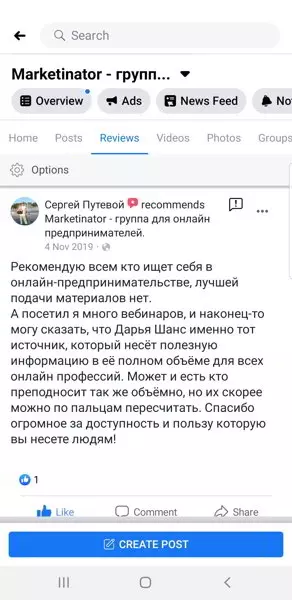 Search
Marketinator - групп...
Overview
Ads
News Feed
No
Home
Posts
Reviews
Videos
Photos
Groups
Options
Сергей Путевой recommends
Marketinator - группа для онлайн
предпринимателей.
4 Nov 2019 ·
Рекомендую всем кто ищет себя в
онлайн-предпринимательстве, лучшей
подачи материалов нет.
А посетил я много вебинаров, и наконец-то
могу сказать, что Дарья Шанс именно тот
источник, который несёт полезную
информацию в её полном объёме для всех
онлайн профессий. Может и есть кто
преподносит так же объёмно, но их скорее
можно по пальцам пересчитать. Спасибо
огромное за доступность и пользу которую
вы несете людям!
1
Like
Comment
Share
CREATE POST